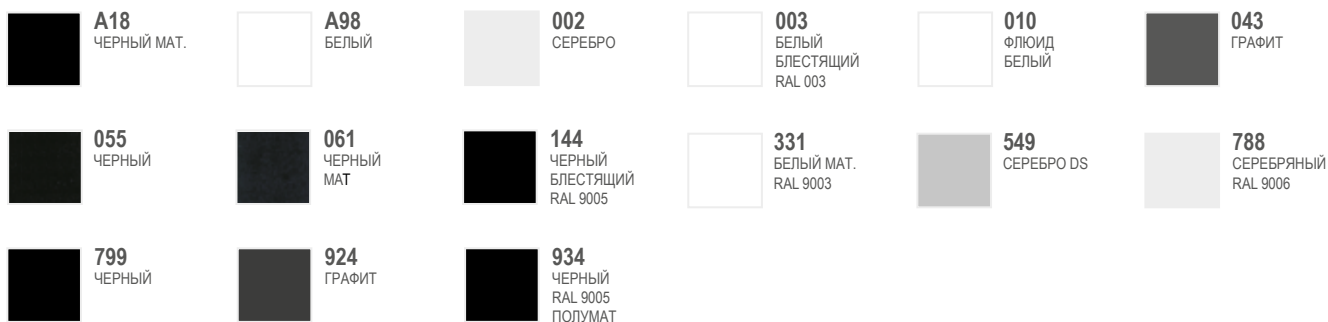 A18
ЧЕРНЫЙ МАТ.
A98
БЕЛЫЙ
002
СЕРЕБРО
003
БЕЛЫЙ
БЛЕСТЯЩИЙ
RAL 003
010
ФЛЮИД
БЕЛЫЙ
043
ГРАФИТ
055
ЧЕРНЫЙ
061
ЧЕРНЫЙ
МАТ
144
ЧЕРНЫЙ
БЛЕСТЯЩИЙ
RAL 9005
331
БЕЛЫЙ МАТ.
RAL 9003
549
СЕРЕБРО DS
788
СЕРЕБРЯНЫЙ
RAL 9006
799
ЧЕРНЫЙ
924
ГРАФИТ
934
ЧЕРНЫЙ
RAL 9005
ПОЛУМАТ